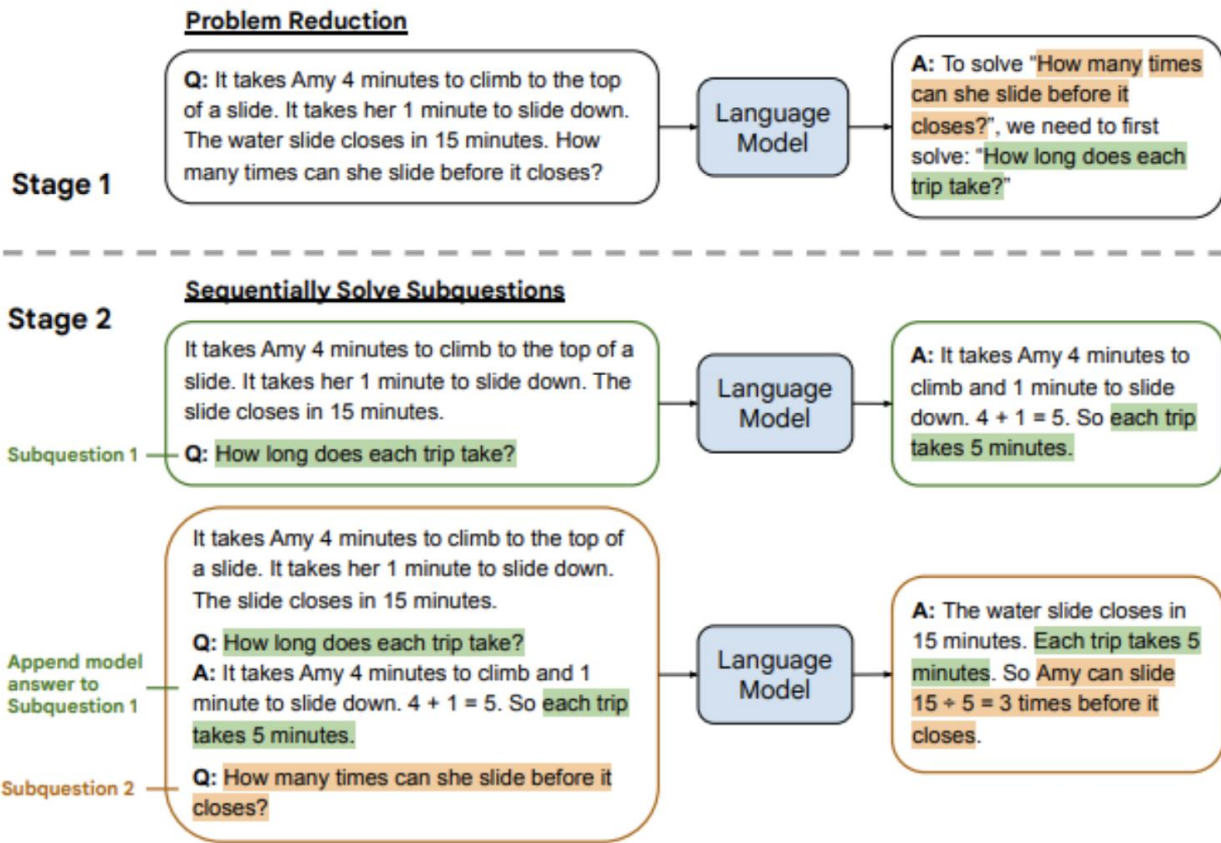 Problem Reduction
Stage 1
Q: It takes Amy 4 minutes to climb to the top
of a slide. It takes her 1 minute to slide down.
The water slide closes in 15 minutes. How
many times can she slide before it closes?
Language
Model
A: To solve “How many times
can she slide before it
closes?”, we need to first
solve: “How long does each
trip take?”
Stage 2
Sequentially Solve Subquestions
It takes Amy 4 minutes to climb to the top of a
slide. It takes her 1 minute to slide down. The
slide closes in 15 minutes.
Subquestion 1
Q: How long does each trip take?
Language
Model
A: It takes Amy 4 minutes to
climb and 1 minute to slide
down. 4 + 1 = 5. So each trip
takes 5 minutes.
It takes Amy 4 minutes to climb to the top of
a slide. It takes her 1 minute to slide down.
The slide closes in 15 minutes.
Q: How long does each trip take?
Append model
answer to
Subquestion 1
A: It takes Amy 4 minutes to climb and 1
minute to slide down. 4 + 1 = 5. So each trip
takes 5 minutes.
Subquestion 2
Q: How many times can she slide before it
closes?
Language
Model
A: The water slide closes in
15 minutes. Each trip takes 5
minutes. So Amy can slide
15 ÷ 5 = 3 times before it
closes.